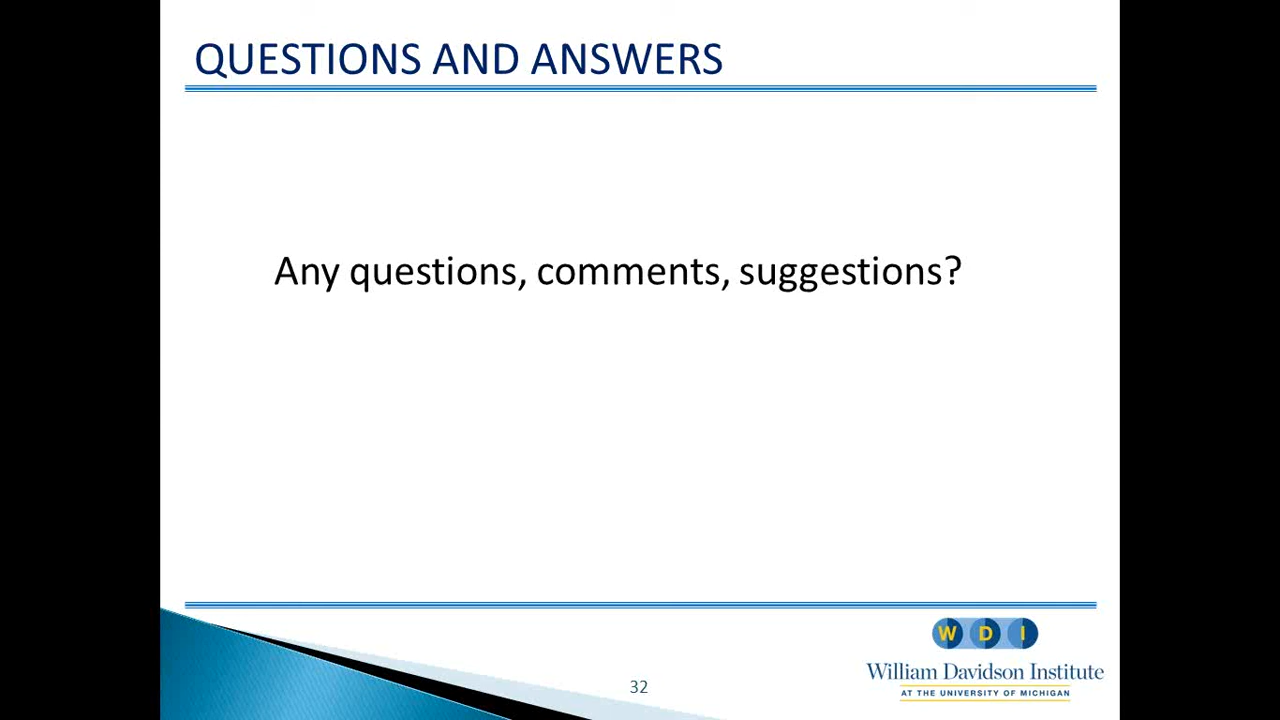 QUESTIONS AND ANSWERS
Any questions, comments, suggestions?
W D I
William Davidson Institute
AT THE UNIVERSITY OF MICHIGAN
32